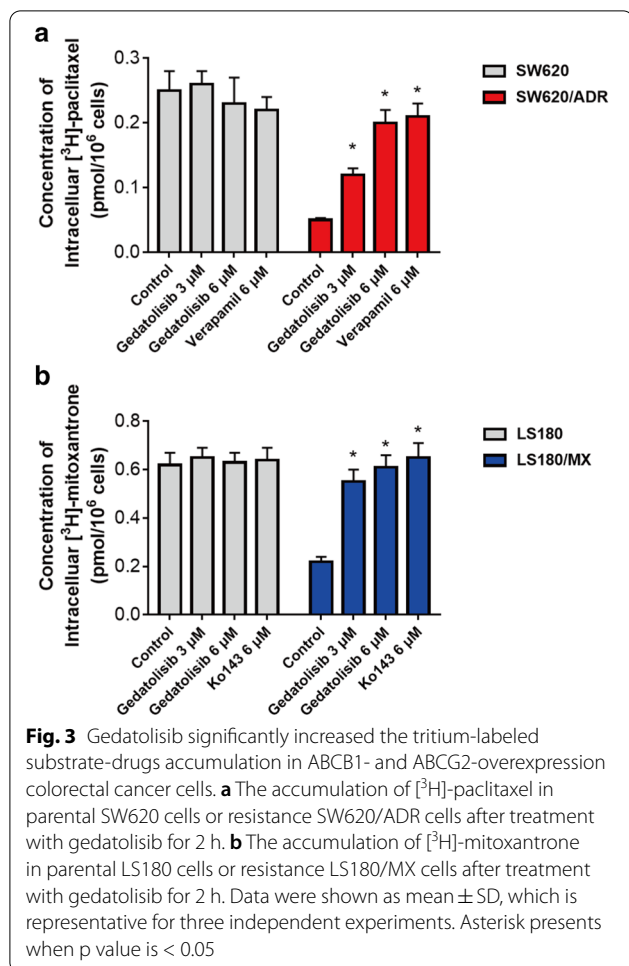 a
Concentration of
Intracelluar [³H]-paclitaxel
(pmol/10⁶ cells)
0.3
0.2
0.1
0.0
* * *
SW620
SW620/ADR
Control
Gedatolisib 3 µM
Gedatolisib 6 µM
Verapamil 6 µM
Control
Gedatolisib 3 µM
Gedatolisib 6 µM
Verapamil 6 µM
b
Concentration of
Intracelluar [³H]-mitoxantrone
(pmol/10⁶ cells)
0.8
0.6
0.4
0.2
0.0
* * *
LS180
LS180/MX
Control
Gedatolisib 3 µM
Gedatolisib 6 µM
Ko143 6 µM
Control
Gedatolisib 3 µM
Gedatolisib 6 µM
Ko143 6 µM
Fig. 3 Gedatolisib significantly increased the tritium-labeled
substrate-drugs accumulation in ABCB1- and ABCG2-overexpression
colorectal cancer cells. a The accumulation of [³H]-paclitaxel in
parental SW620 cells or resistance SW620/ADR cells after treatment
with gedatolisib for 2 h. b The accumulation of [³H]-mitoxantrone
in parental LS180 cells or resistance LS180/MX cells after treatment
with gedatolisib for 2 h. Data were shown as mean ± SD, which is
representative for three independent experiments. Asterisk presents
when p value is < 0.05